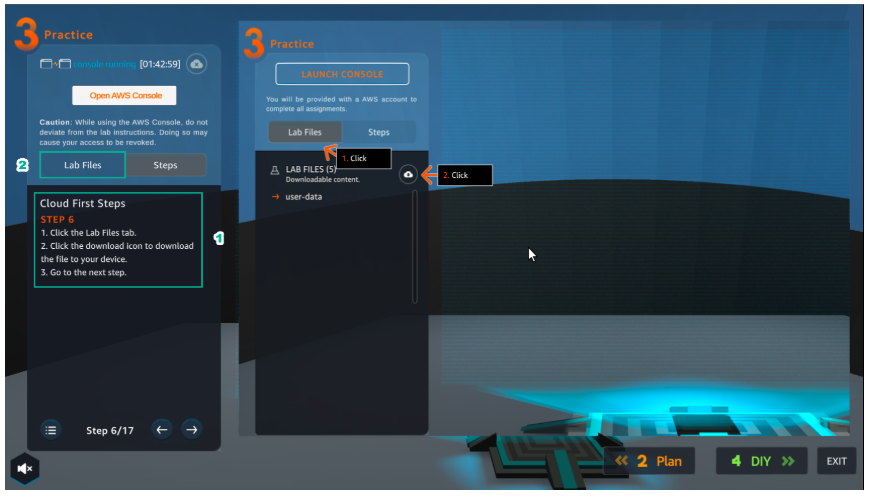 3 Practice
console running [01:42:59]
Open AWS Console
Caution: While using the AWS Console, do not
deviate from the lab instructions. Doing so may
cause your access to be revoked.
2
Lab Files
Steps
Cloud First Steps
STEP 6
1. Click the Lab Files tab.
2. Click the download icon to download
the file to your device.
3. Go to the next step.
1
Step 6/17
3 Practice
LAUNCH CONSOLE
You will be provided with a AWS account to
complete all assignments.
Lab Files
Steps
1. Click
LAB FILES (5)
Downloadable content.
2. Click
user-data
2 Plan
4 DIY
EXIT